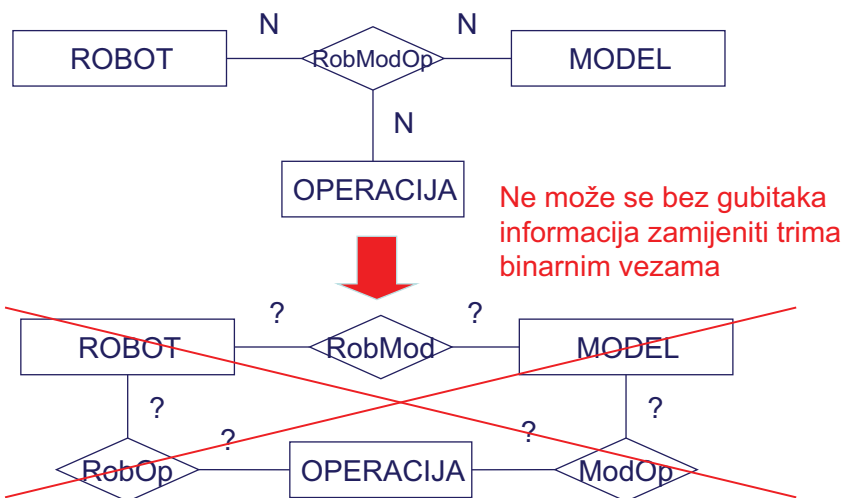 N
N
ROBOT
RobModOp
MODEL
N
OPERACIJA
Ne može se bez gubitaka
informacija zamijeniti trima
binarnim vezama
?
?
ROBOT
RobMod
MODEL
?
?
?
?
RobOp
OPERACIJA
ModOp